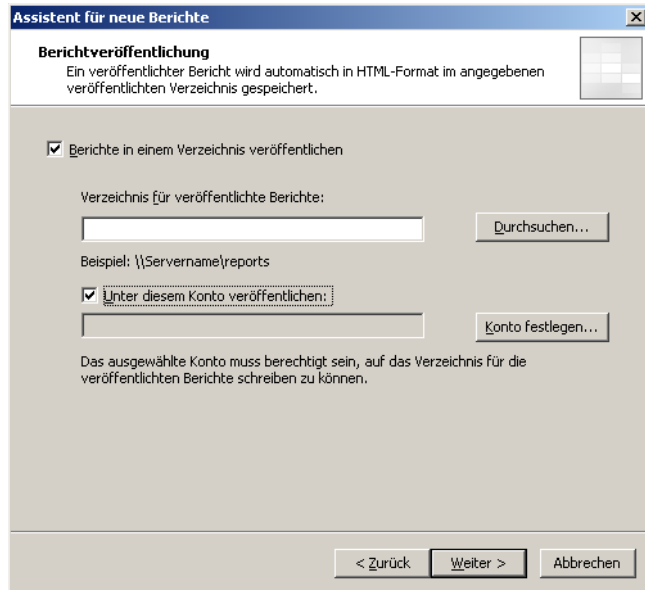 Assistent für neue Berichte
Berichtveröffentlichung
Ein veröffentlichter Bericht wird automatisch in HTML-Format im angegebenen
veröffentlichten Verzeichnis gespeichert.
Berichte in einem Verzeichnis veröffentlichen
Verzeichnis für veröffentlichte Berichte:
Durchsuchen...
Beispiel: \\Servername\reports
Unter diesem Konto veröffentlichen:
Konto festlegen...
Das ausgewählte Konto muss berechtigt sein, auf das Verzeichnis für die
veröffentlichten Berichte schreiben zu können.
< Zurück Weiter > Abbrechen